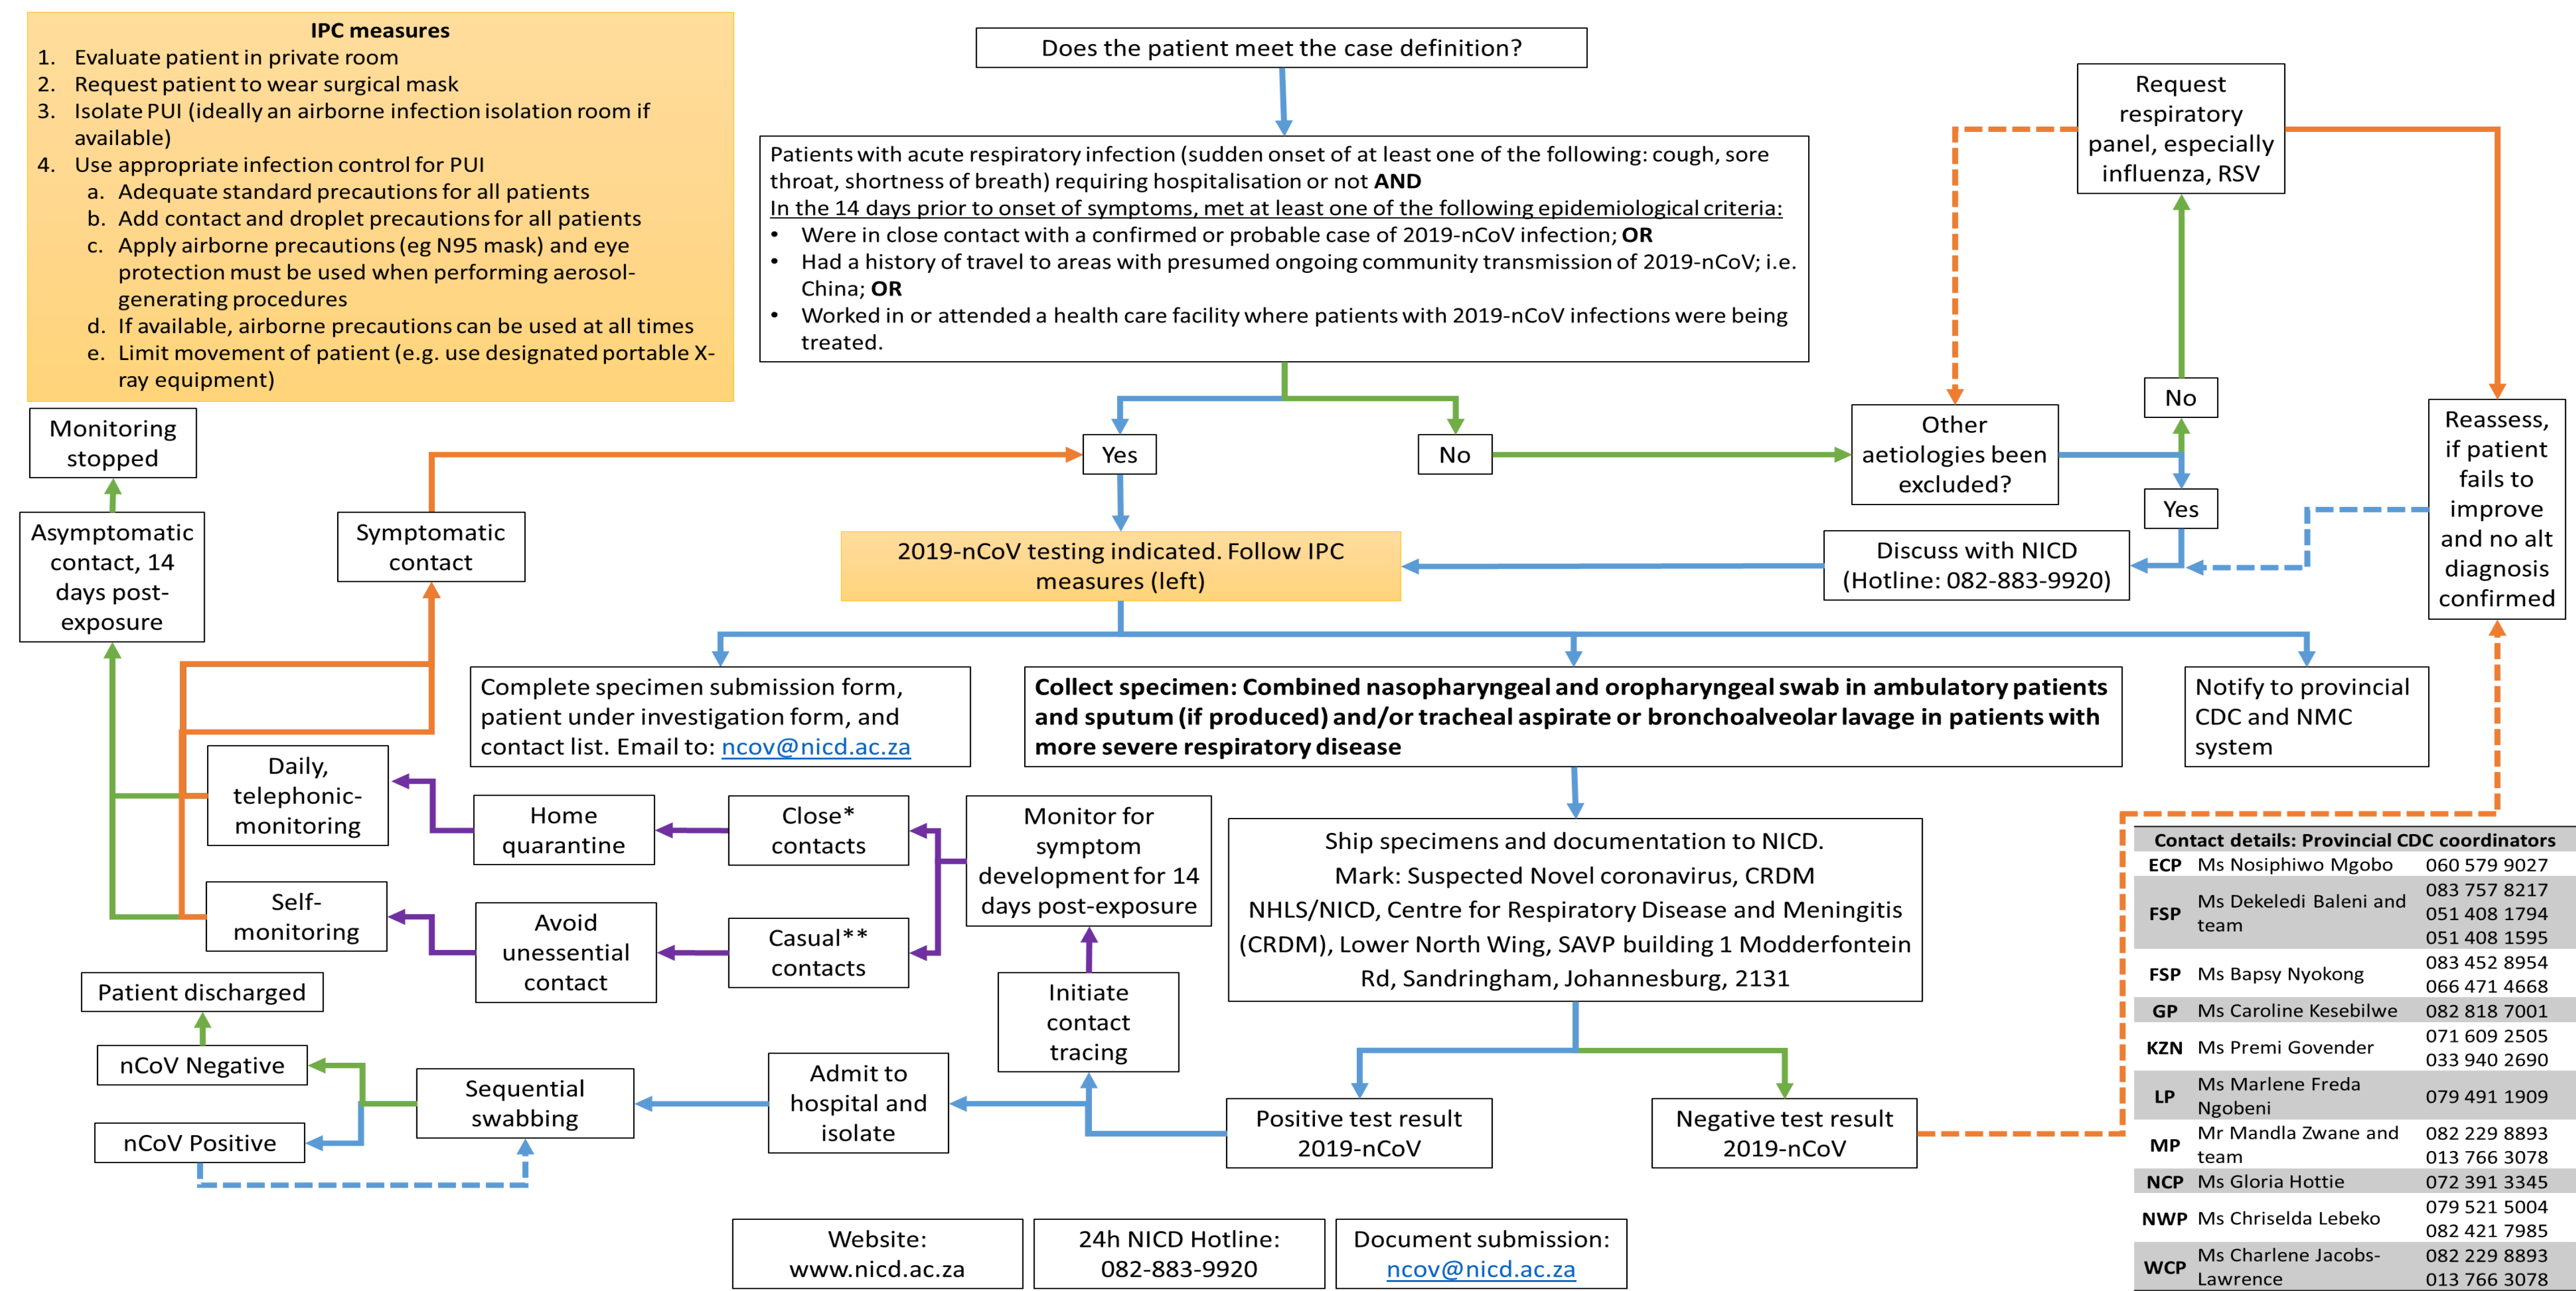 IPC measures
1. Evaluate patient in private room
2. Request patient to wear surgical mask
3. Isolate PUI (ideally an airborne infection isolation room if
available)
4. Use appropriate infection control for PUI
a. Adequate standard precautions for all patients
b. Add contact and droplet precautions for all patients
c. Apply airborne precautions (eg N95 mask) and eye
protection must be used when performing aerosol-
generating procedures
d. If available, airborne precautions can be used at all times
e. Limit movement of patient (e.g. use designated portable X-
ray equipment)
Does the patient meet the case definition?
Patients with acute respiratory infection (sudden onset of at least one of the following: cough, sore
throat, shortness of breath) requiring hospitalisation or not AND
In the 14 days prior to onset of symptoms, met at least one of the following epidemiological criteria:
• Were in close contact with a confirmed or probable case of 2019-nCoV infection; OR
• Had a history of travel to areas with presumed ongoing community transmission of 2019-nCoV; i.e.
China; OR
• Worked in or attended a health care facility where patients with 2019-nCoV infections were being
treated.
Request
respiratory
panel, especially
influenza, RSV
No
Yes
No
Other
aetiologies been
excluded?
Yes
Reassess,
if patient
fails to
improve
and no alt
diagnosis
confirmed
Monitoring
stopped
Asymptomatic
contact, 14
days post-
exposure
Symptomatic
contact
2019-nCoV testing indicated. Follow IPC
measures (left)
Discuss with NICD
(Hotline: 082-883-9920)
Complete specimen submission form,
patient under investigation form, and
contact list. Email to: ncov@nicd.ac.za
Collect specimen: Combined nasopharyngeal and oropharyngeal swab in ambulatory patients
and sputum (if produced) and/or tracheal aspirate or bronchoalveolar lavage in patients with
more severe respiratory disease
Notify to provincial
CDC and NMC
system
Daily,
telephonic-
monitoring
Home
quarantine
Close*
contacts
Monitor for
symptom
development for 14
days post-exposure
Self-
monitoring
Avoid
unessential
contact
Casual**
contacts
Ship specimens and documentation to NICD.
Mark: Suspected Novel coronavirus, CRDM
NHLS/NICD, Centre for Respiratory Disease and Meningitis
(CRDM), Lower North Wing, SAVP building 1 Modderfontein
Rd, Sandringham, Johannesburg, 2131
Initiate
contact
tracing
Patient discharged
nCoV Negative
nCoV Positive
Sequential
swabbing
Admit to
hospital and
isolate
Positive test result
2019-nCoV
Negative test result
2019-nCoV
Contact details: Provincial CDC coordinators
ECP Ms Nosiphiwo Mgobo 060 579 9027
FSP Ms Dekeledi Baleni and
team
083 757 8217
051 408 1794
051 408 1595
FSP Ms Bapsy Nyokong 083 452 8954
066 471 4668
GP Ms Caroline Kesebilwe 082 818 7001
KZN Ms Premi Govender 071 609 2505
033 940 2690
LP Ms Marlene Freda
Ngobeni
079 491 1909
MP Mr Mandla Zwane and
team
082 229 8893
013 766 3078
NCP Ms Gloria Hottie 072 391 3345
NWP Ms Chriselda Lebeko 079 521 5004
082 421 7985
WCP Ms Charlene Jacobs-
Lawrence
082 229 8893
013 766 3078
Website:
www.nicd.ac.za
24h NICD Hotline:
082-883-9920
Document submission:
ncov@nicd.ac.za